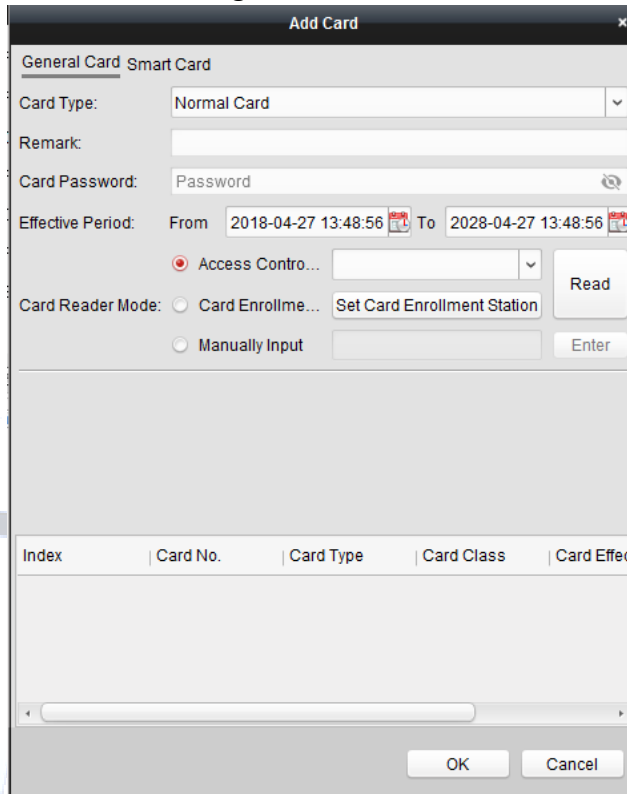 Add Card ×
General Card Smart Card
Card Type: Normal Card
Remark:
Card Password: Password
Effective Period: From 2018-04-27 13:48:56 To 2028-04-27 13:48:56
Access Contro...
Read
Card Reader Mode: Card Enrollme... Set Card Enrollment Station
Manually Input Enter
Index Card No. Card Type Card Class Card Effec
OK Cancel